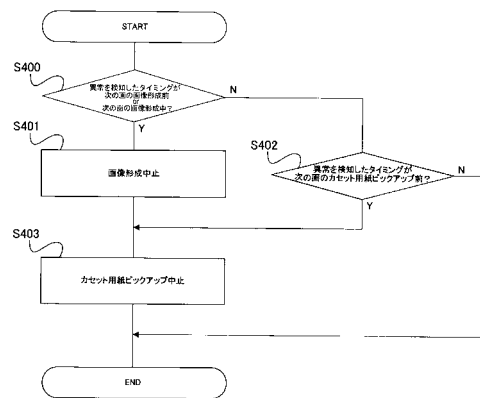 START
S400
異常を検知したタイミングが
次の面の画像形成前
or
次の面の画像形成中?
N
Y
S401
画像形成中止
S402
異常を検知したタイミングが
次の面のカセット用紙ピックアップ前?
N
Y
S403
カセット用紙ピックアップ中止
END